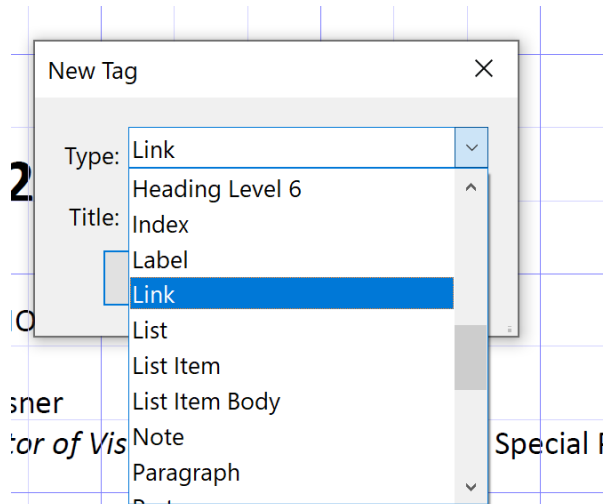 New Tag
2
Type: Link
Heading Level 6
Title: Index
Label
Link
List
List Item
List Item Body
sner
tor of Vis Note Special
Paragraph